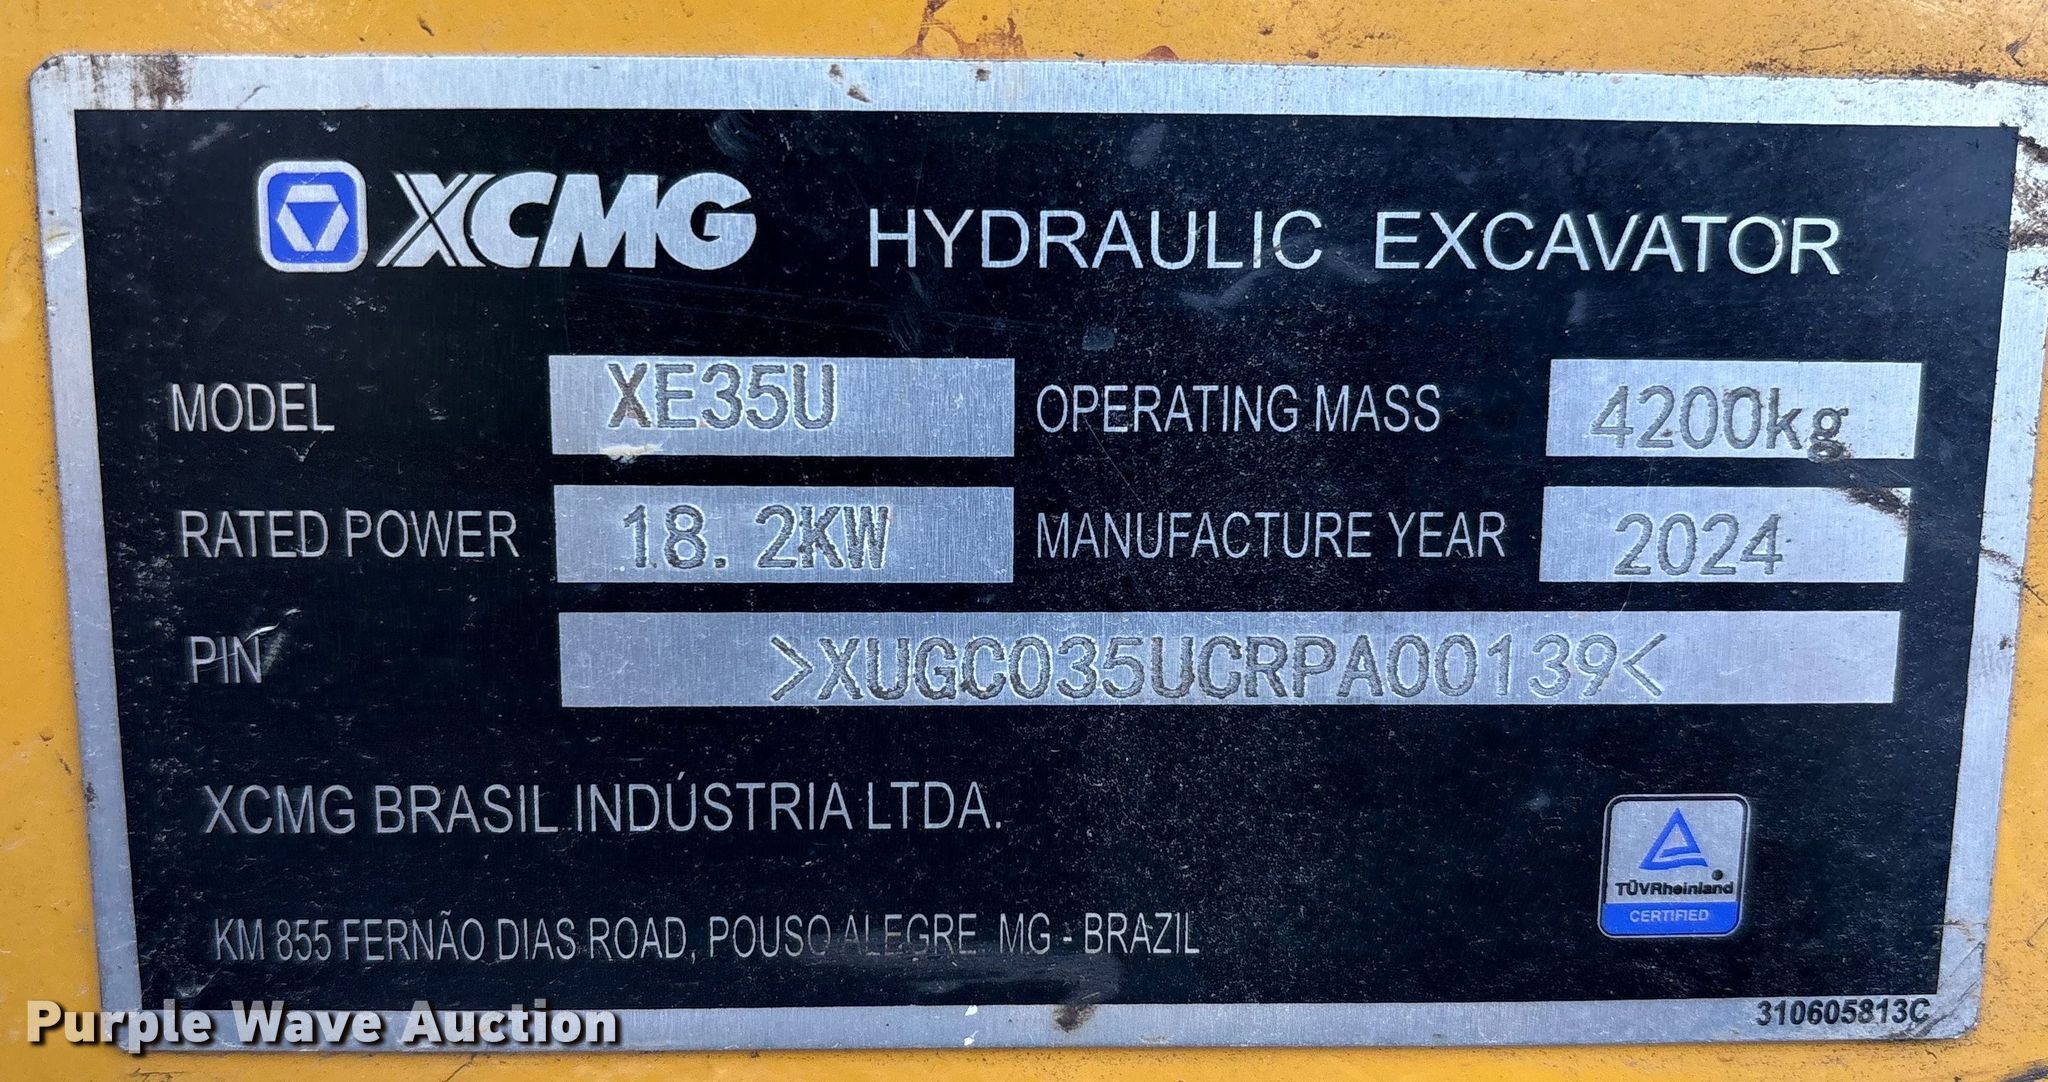 XCMG HYDRAULIC EXCAVATOR
MODEL XE35U OPERATING MASS 4200kg
RATED POWER 18.2KW MANUFACTURE YEAR 2024
PIN >XUGC035UCRPA00139<
XCMG BRASIL INDÚSTRIA LTDA.
TÜVRheinland
CERTIFIED
KM 855 FERNÃO DIAS ROAD, POUSO ALEGRE MG - BRAZIL
310605813C
Purple Wave Auction